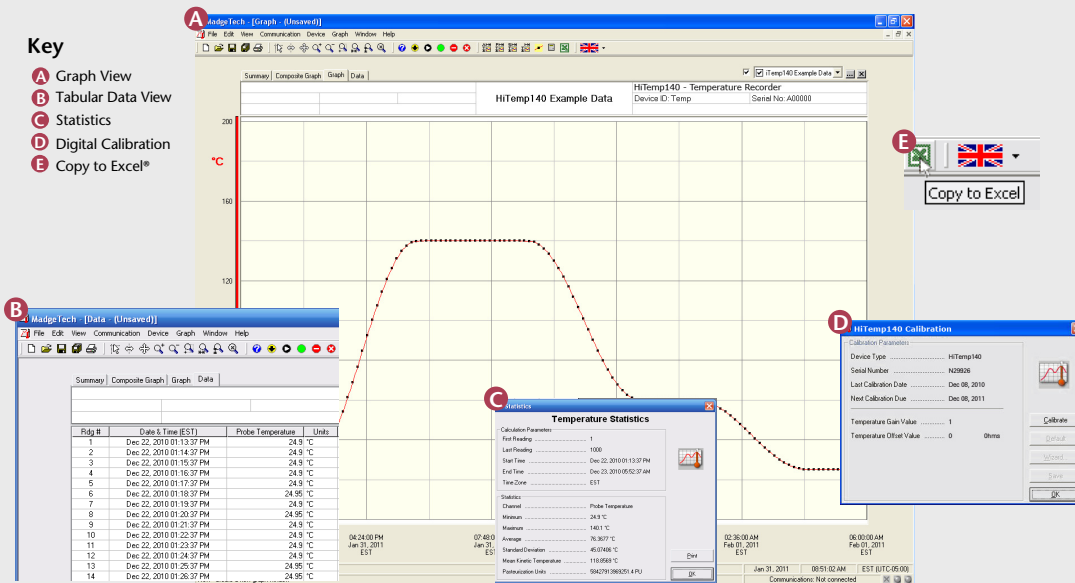 Key
A Graph View
B Tabular Data View
C Statistics
D Digital Calibration
E Copy to Excel®
A
MadgeTech - [Graph - (Unsaved)]
File Edit View Communication Device Graph Window Help
Summary Composite Graph Graph Data
iTemp140 Example Data
HiTemp140 Example Data
HiTemp140 - Temperature Recorder
Device ID: Temp Serial No: A00000
°C
200
160
120
04:24:00 PM
Jan 31, 2011
EST
02:36:00 AM
Feb 01, 2011
EST
06:00:00 AM
Feb 01, 2011
EST
Jan 31, 2011 08:51:02 AM EST (UTC-05:00)
Communications: Not connected
E
Copy to Excel
B
MadgeTech - [Data - (Unsaved)]
File Edit View Communication Device Graph Window Help
Summary Composite Graph Graph Data
Rdg # Date & Time (EST) Probe Temperature Units
1 Dec 22, 2010 01:13:37 PM 24.9 °C
2 Dec 22, 2010 01:14:37 PM 24.9 °C
3 Dec 22, 2010 01:15:37 PM 24.9 °C
4 Dec 22, 2010 01:16:37 PM 24.9 °C
5 Dec 22, 2010 01:17:37 PM 24.9 °C
6 Dec 22, 2010 01:18:37 PM 24.95 °C
7 Dec 22, 2010 01:19:37 PM 24.9 °C
8 Dec 22, 2010 01:20:37 PM 24.95 °C
9 Dec 22, 2010 01:21:37 PM 24.9 °C
10 Dec 22, 2010 01:22:37 PM 24.9 °C
11 Dec 22, 2010 01:23:37 PM 24.9 °C
12 Dec 22, 2010 01:24:37 PM 24.9 °C
13 Dec 22, 2010 01:25:37 PM 24.95 °C
14 Dec 22, 2010 01:26:37 PM 24.95 °C
C
Statistics
Temperature Statistics
Calculation Parameters
First Reading 1
Last Reading 1000
Start Time Dec 22, 2010 01:13:37 PM
End Time Dec 23, 2010 05:52:37 AM
Time Zone EST
Statistics
Channel Probe Temperature
Minimum 24.9 °C
Maximum 140.1 °C
Average 76.3677 °C
Standard Deviation 45.07406 °C
Mean Kinetic Temperature 118.8569 °C
Pasteurization Units 58427913969251.4 PU
Print
OK
D
HiTemp140 Calibration
Calibration Parameters
Device Type HiTemp140
Serial Number N29926
Last Calibration Date Dec 08, 2010
Next Calibration Due Dec 08, 2011
Temperature Gain Value 1
Temperature Offset Value 0 Ohms
Calibrate
Default
Wizard
Save
OK